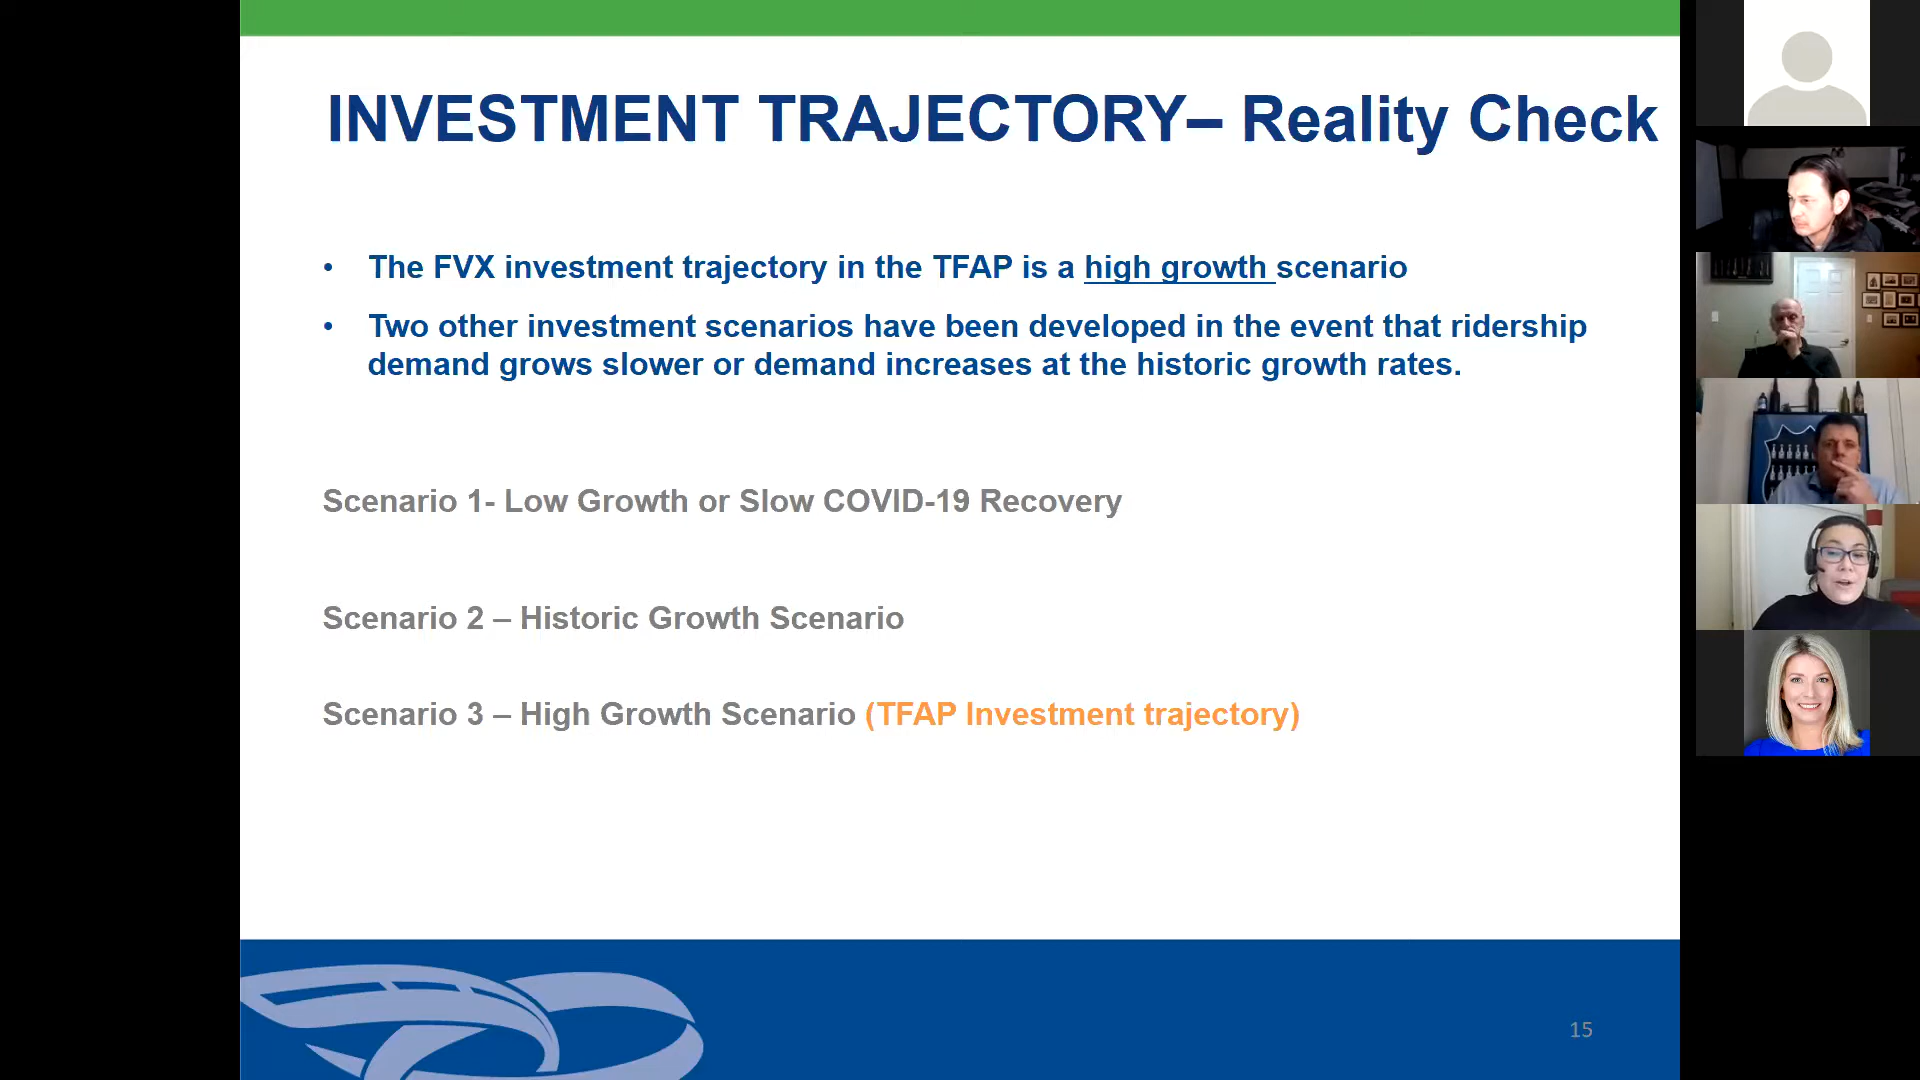 INVESTMENT TRAJECTORY– Reality Check
• The FVX investment trajectory in the TFAP is a high growth scenario
• Two other investment scenarios have been developed in the event that ridership
demand grows slower or demand increases at the historic growth rates.
Scenario 1- Low Growth or Slow COVID-19 Recovery
Scenario 2 – Historic Growth Scenario
Scenario 3 – High Growth Scenario (TFAP Investment trajectory)
15